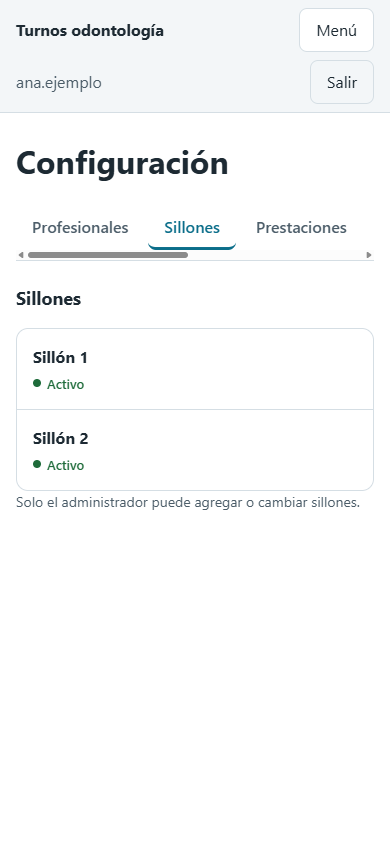 Turnos odontología
Menú
ana.ejemplo
Salir
Configuración
Profesionales
Sillones
Prestaciones
Sillones
Sillón 1
Activo
Sillón 2
Activo
Solo el administrador puede agregar o cambiar sillones.